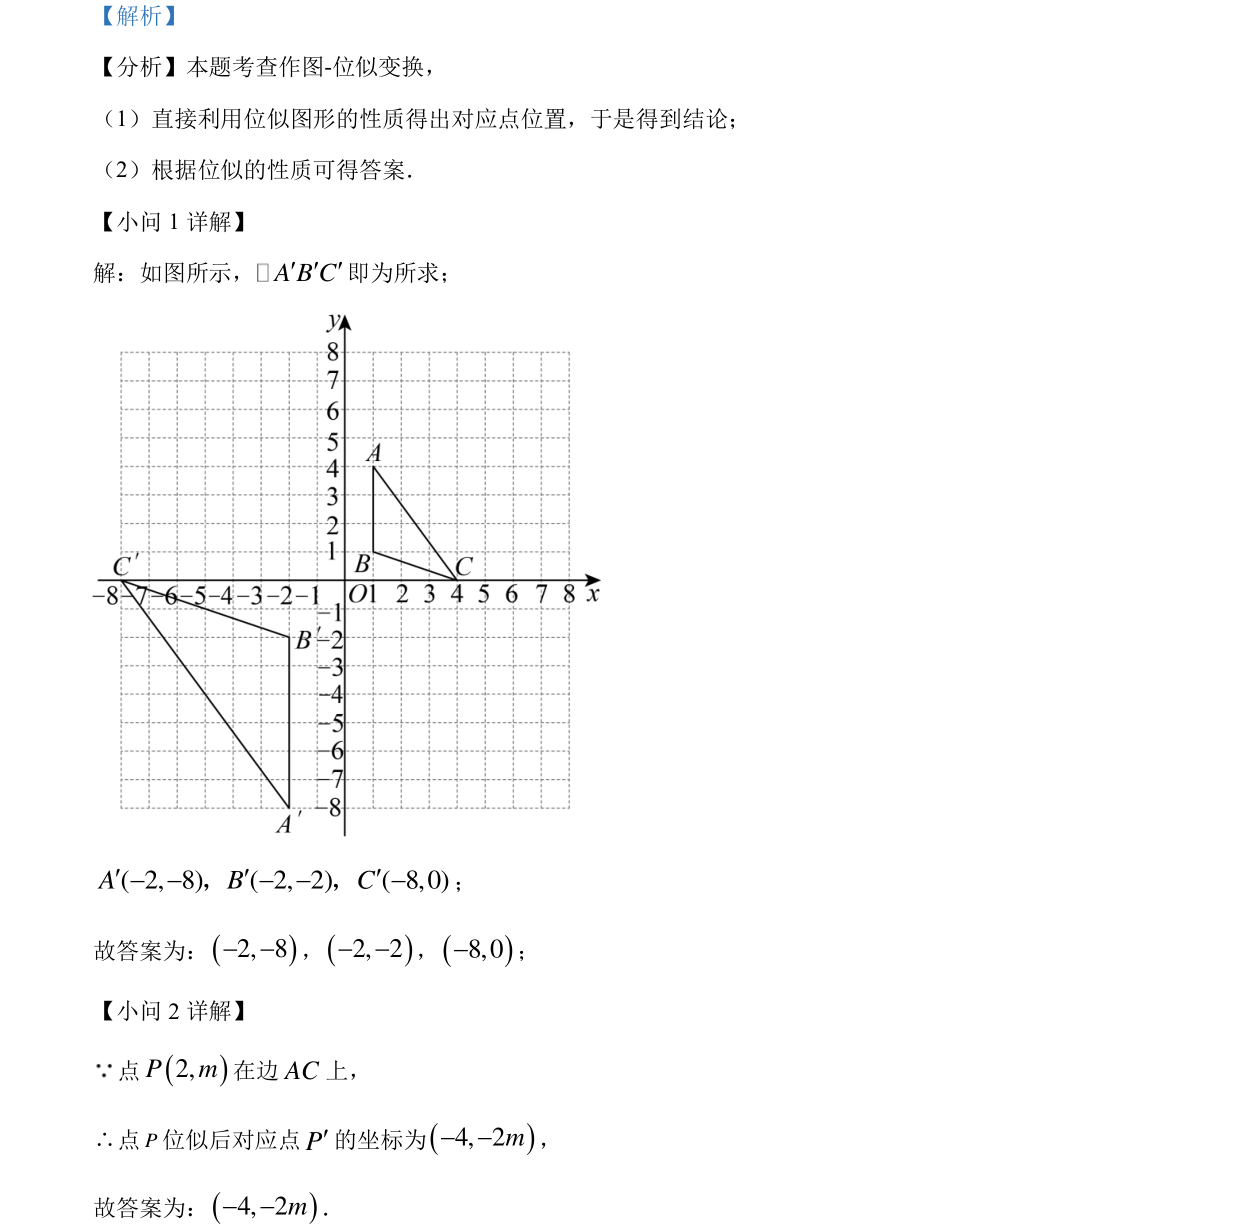 【解析】
【分析】本题考查作图-位似变换，
（1）直接利用位似图形的性质得出对应点位置，于是得到结论；
（2）根据位似的性质可得答案．
【小问 1 详解】
解：如图所示，□A′B′C′ 即为所求；
y
8
7
6
5
A
4
3
2
1
B
C
C′
−8 −7 −6 −5 −4 −3 −2 −1 O 1 2 3 4 5 6 7 8 x
−1
B′
−2
−3
−4
−5
−6
−7
−8
A′
A′(−2,−8)，B′(−2,−2)，C′(−8,0)；
故答案为：(−2,−8)，(−2,−2)，(−8,0)；
【小问 2 详解】
∵点 P(2,m) 在边 AC 上，
∴点 P 位似后对应点 P′ 的坐标为 (−4,−2m)，
故答案为：(−4,−2m)．